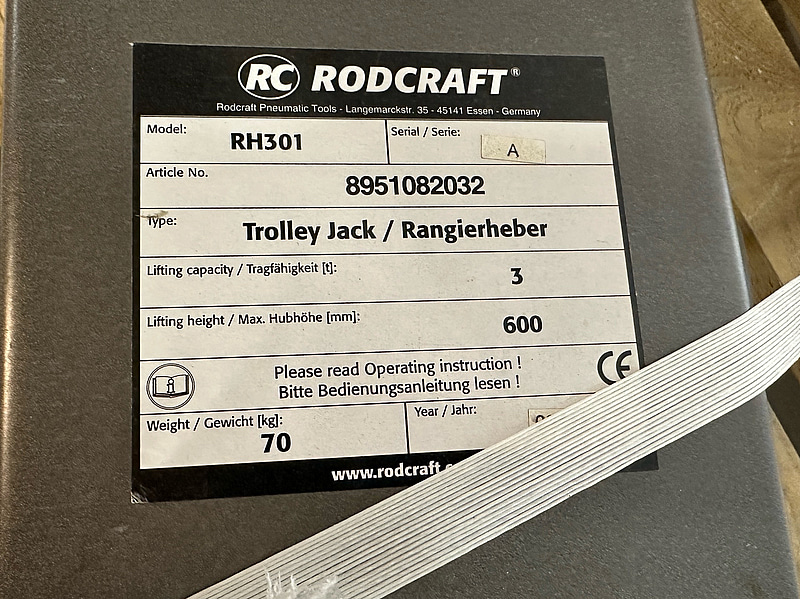 RC RODCRAFT®
Rodcraft Pneumatic Tools - Langemarckstr. 35 - 45141 Essen - Germany
Model: RH301 Serial / Serie: A
Article No. 8951082032
Type: Trolley Jack / Rangierheber
Lifting capacity / Tragfähigkeit [t]: 3
Lifting height / Max. Hubhöhe [mm]: 600
Please read Operating instruction ! CE
Bitte Bedienungsanleitung lesen !
Weight / Gewicht [kg]: 70 Year / Jahr:
www.rodcraft.